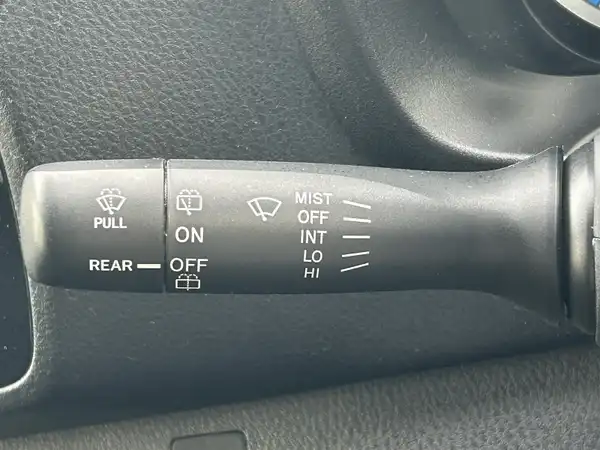 PULL
REAR
ON
OFF
MIST
OFF
INT
LO
HI